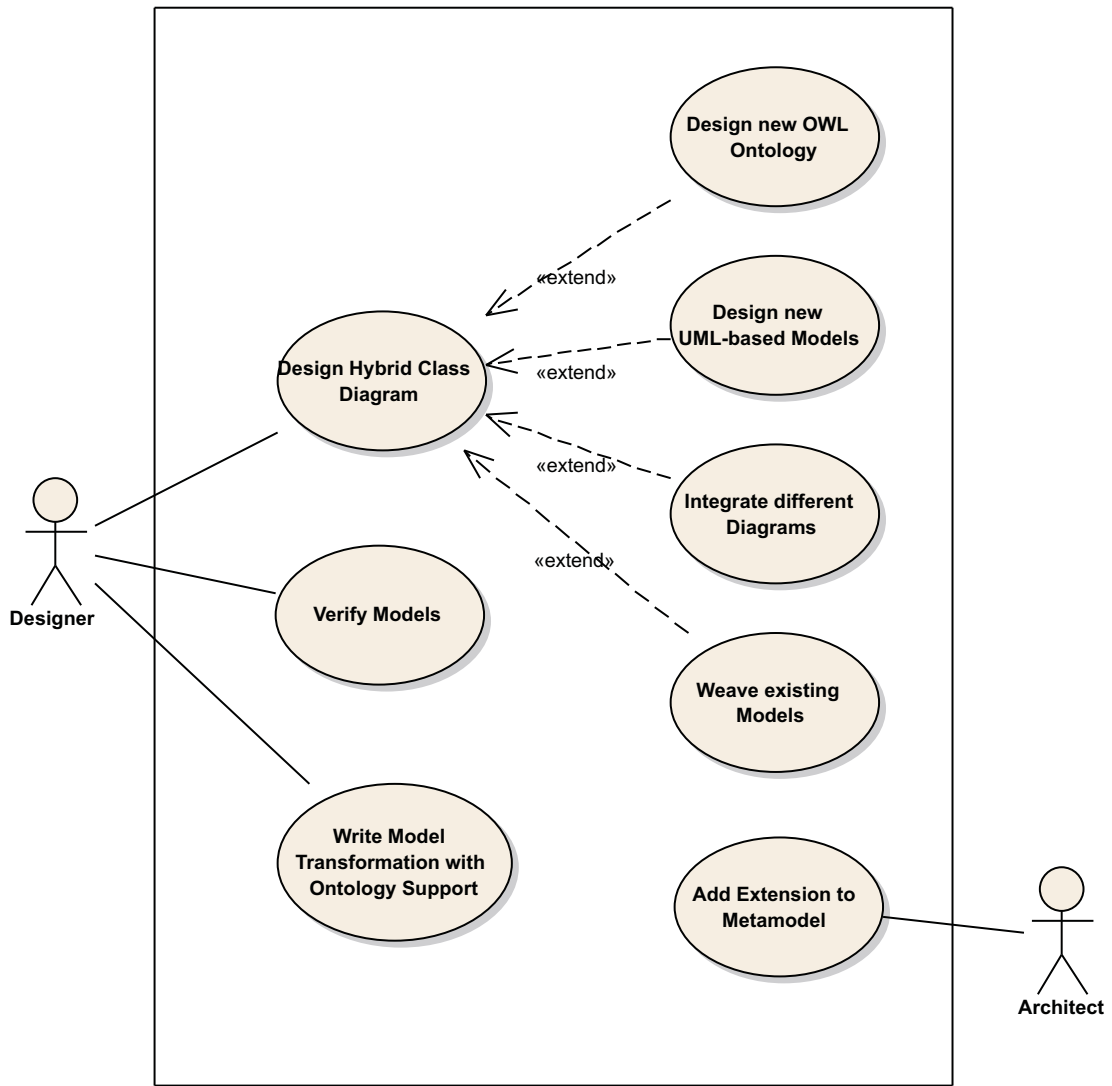 Design new OWL
Ontology
«extend»
Design new
UML-based Models
Design Hybrid Class
Diagram
«extend»
«extend»
Integrate different
Diagrams
«extend»
Designer
Verify Models
Weave existing
Models
Write Model
Transformation with
Ontology Support
Add Extension to
Metamodel
Architect